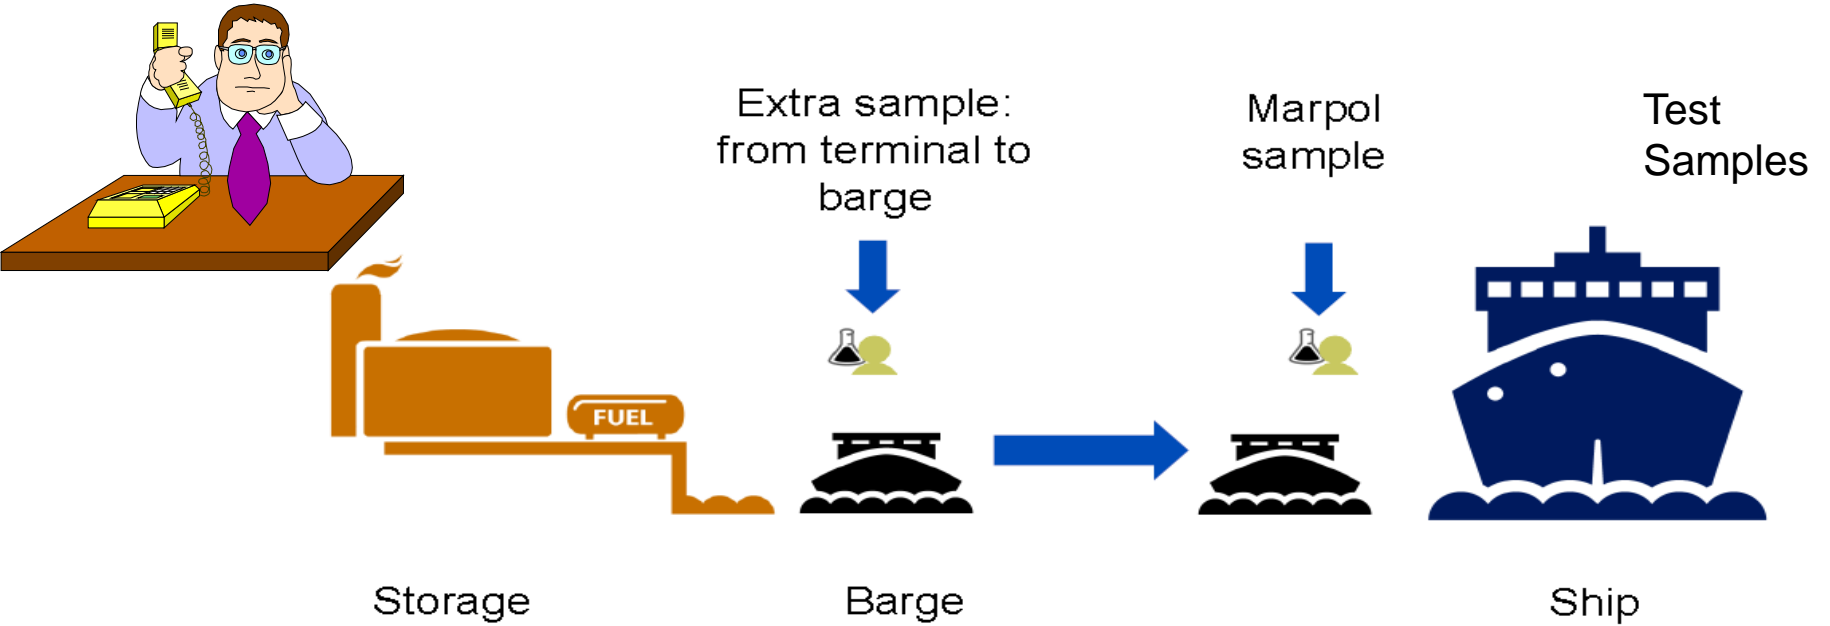 Extra sample:
from terminal to
barge
Marpol
sample
Test
Samples
FUEL
Storage
Barge
Ship